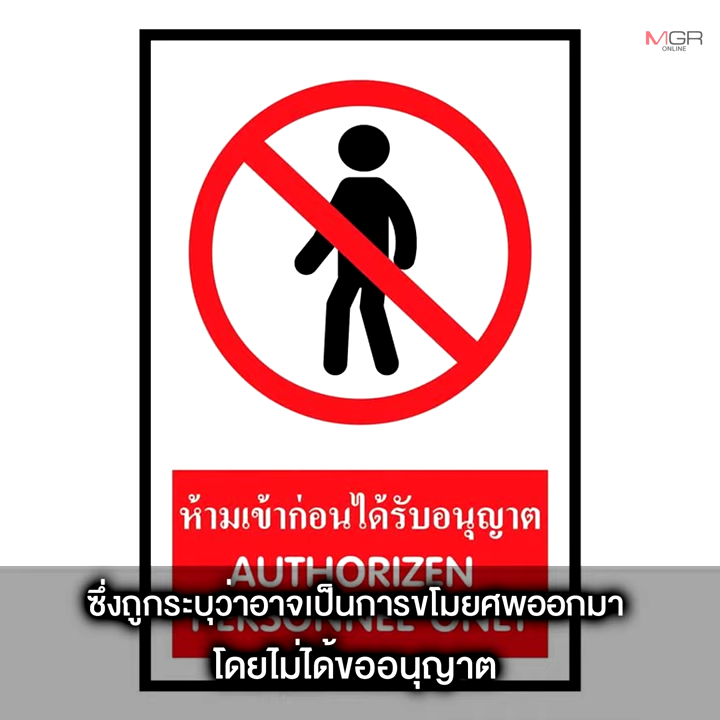 MGR
ONLINE
ห้ามเข้าก่อนได้รับอนุญาต
AUTHORIZEN
PERSONNEL ONLY
ซึ่งถูกระบุว่าอาจเป็นการขโมยศพออกมา
โดยไม่ได้ขออนุญาต